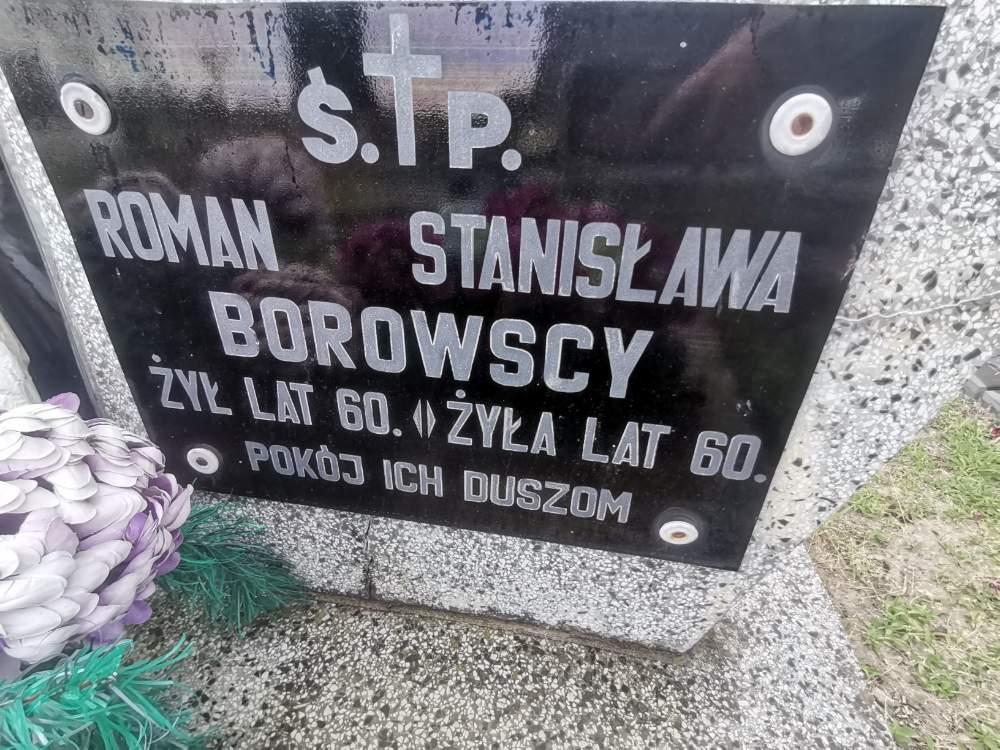 Ś.P.
ROMAN STANISŁAWA
BOROWSCY
ŻYŁ LAT 60. ŻYŁA LAT 60.
POKÓJ ICH DUSZOM